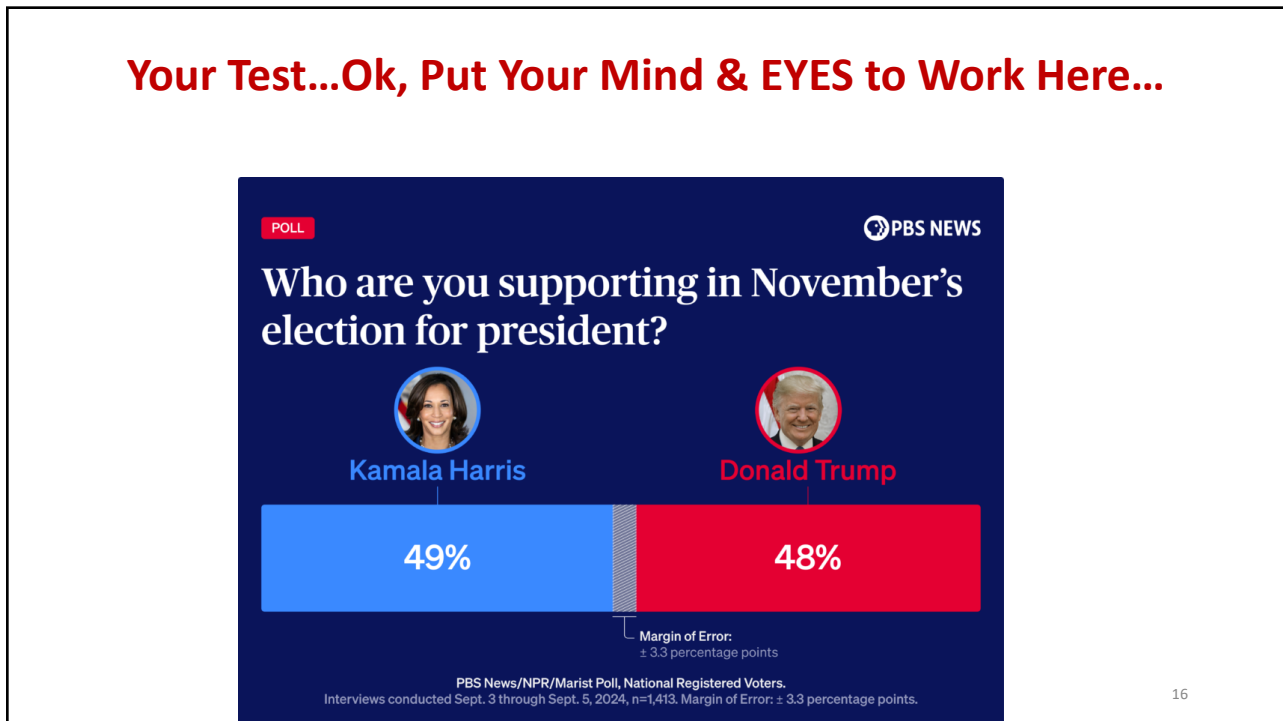 Your Test…Ok, Put Your Mind & EYES to Work Here…
POLL
PBS NEWS
Who are you supporting in November’s
election for president?
Kamala Harris
Donald Trump
49%
48%
Margin of Error:
± 3.3 percentage points
PBS News/NPR/Marist Poll, National Registered Voters.
Interviews conducted Sept. 3 through Sept. 5, 2024, n=1,413. Margin of Error: ± 3.3 percentage points.
16